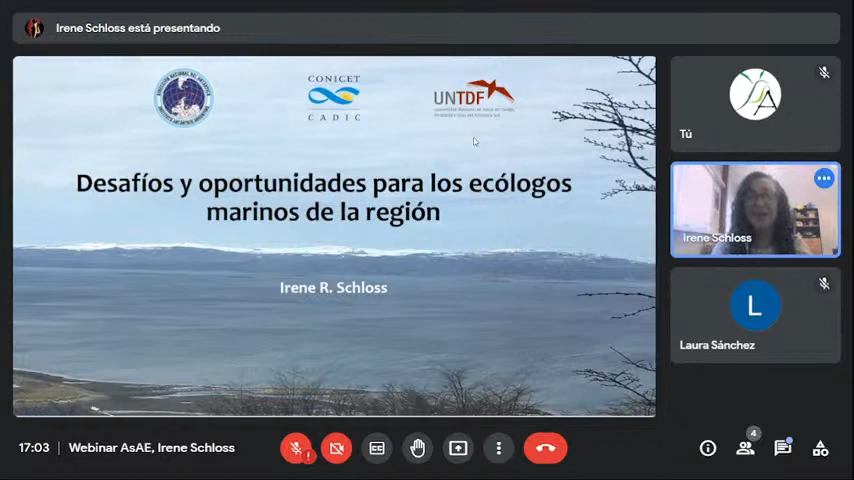 Irene Schloss está presentando
CONICET
CADIC
UNTDF
Desafíos y oportunidades para los ecólogos
marinos de la región
Irene R. Schloss
A
Tú
Irene Schloss
L
Laura Sánchez
17:03 | Webinar AsAE, Irene Schloss
4